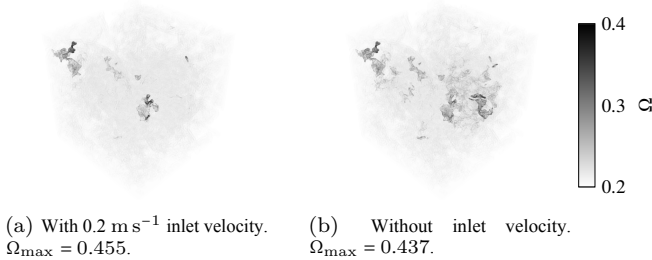 0.4
0.3
Ω
0.2
(a) With 0.2 m s⁻¹ inlet velocity.
Ωmax = 0.455.
(b) Without inlet velocity.
Ωmax = 0.437.